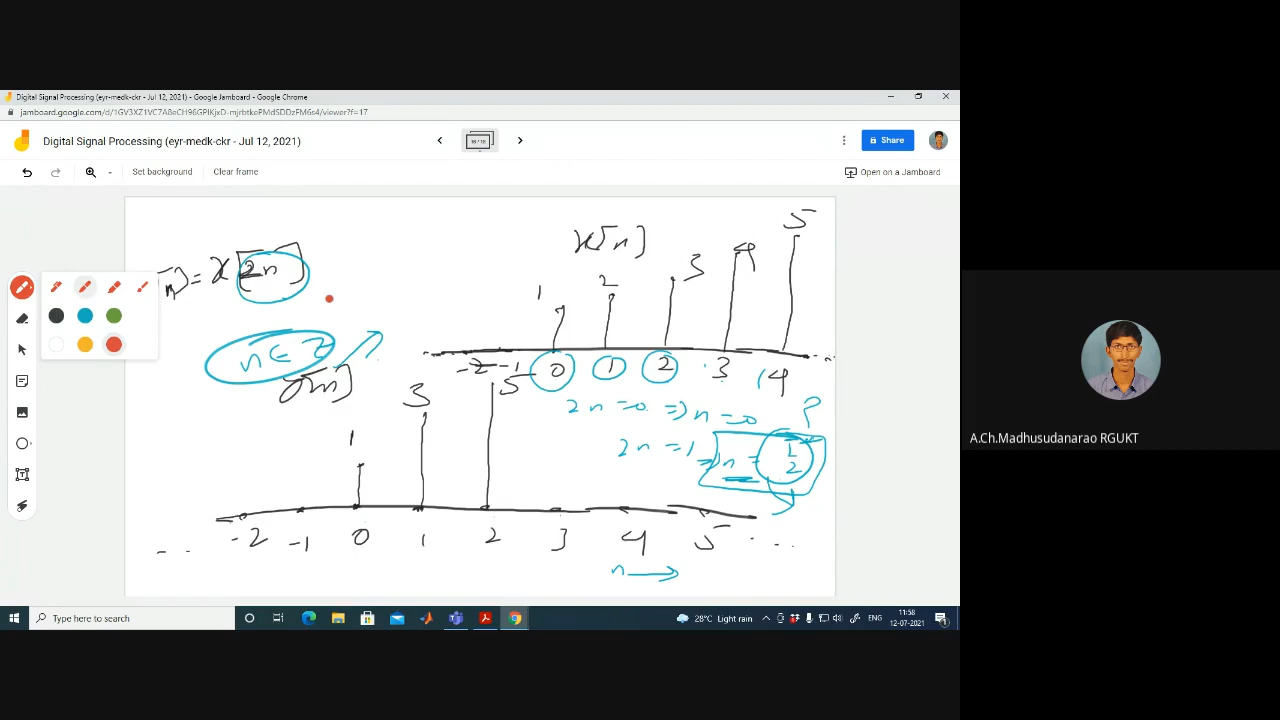 Digital Signal Processing (eyr-medk-ckr - Jul 12, 2021) - Google Jamboard - Google Chrome
Digital Signal Processing (eyr-medk-ckr - Jul 12, 2021)
18 / 18
Share
Set background
Clear frame
Open on a Jamboard
[n] = x[2n]
x[n]
1 2 3 4 5
n ∈ Z
-2 -1 0 1 2 3 4
2n = 0 => n = 0 ?
2n = 1 => n = 1/2
1 3 5
-2 -1 0 1 2 3 4 5 ...
n →
A.Ch.Madhusudanarao RGUKT
Type here to search
28°C Light rain
ENG
11:58
12-07-2021